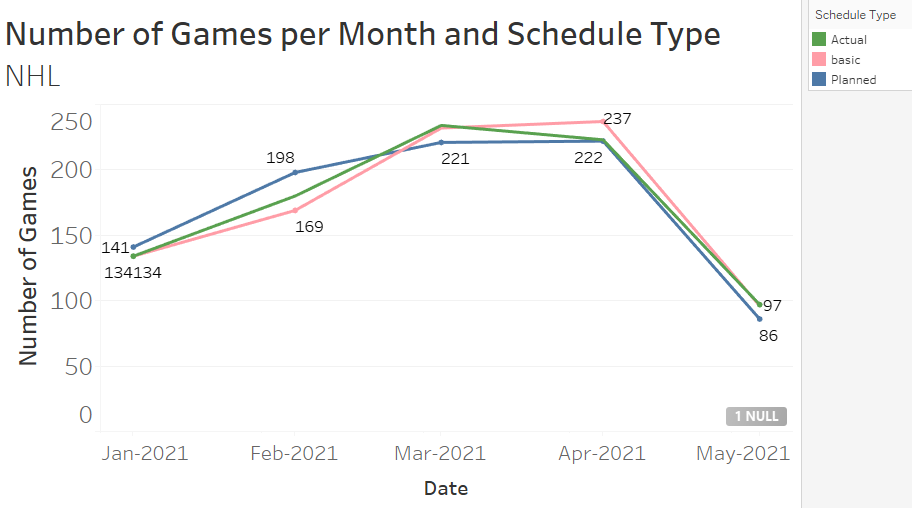 Number of Games per Month and Schedule Type
NHL
Schedule Type
Actual
basic
Planned
Number of Games
250
200
150
100
50
0
141
134134
198
169
221
237
222
97
86
1 NULL
Jan-2021 Feb-2021 Mar-2021 Apr-2021 May-2021
Date